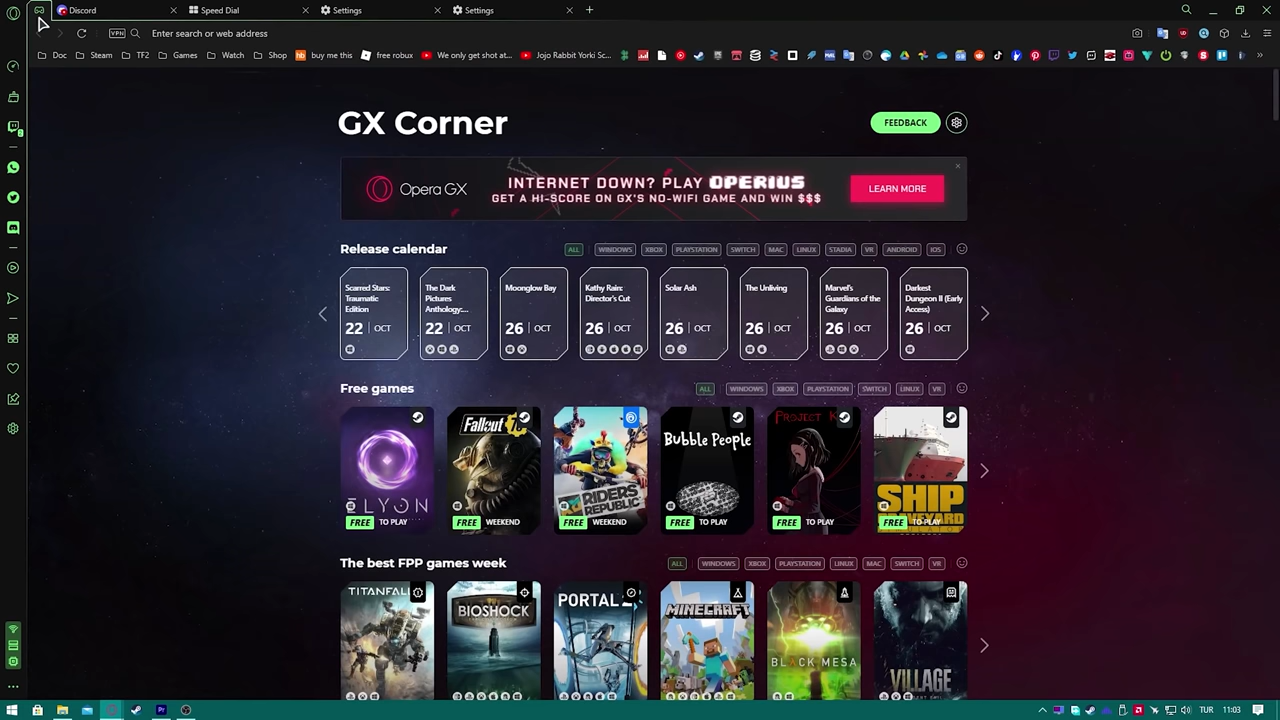 Discord
Speed Dial
Settings
Settings
VPN
Enter search or web address
Doc
Steam
TF2
Games
Watch
Shop
hb
buy me this
free robux
We only get shot at...
Jojo Rabbit Yorki Sc...
GX Corner
FEEDBACK
Opera GX
INTERNET DOWN? PLAY OPERIUS
GET A HI-SCORE ON GX'S NO-WIFI GAME AND WIN $$$
LEARN MORE
Release calendar
ALL
WINDOWS
XBOX
PLAYSTATION
SWITCH
MAC
LINUX
STADIA
VR
ANDROID
IOS
Scarred Stars:
Traumatic
Edition
22 OCT
The Dark
Pictures
Anthology:...
22 OCT
Moonglow Bay
26 OCT
Kathy Rain:
Director's Cut
26 OCT
Solar Ash
26 OCT
The Unliving
26 OCT
Marvel's
Guardians of the
Galaxy
26 OCT
Darkest
Dungeon II (Early
Access)
26 OCT
Free games
ALL
WINDOWS
XBOX
PLAYSTATION
SWITCH
LINUX
VR
ELYON
FREE TO PLAY
Fallout 76
FREE WEEKEND
RIDERS
REPUBLIC
FREE WEEKEND
Bubble People
FREE TO PLAY
PROJECT K
FREE TO PLAY
SHIP
GRAVEYARD
FREE TO PLAY
The best FPP games week
ALL
WINDOWS
XBOX
PLAYSTATION
LINUX
MAC
SWITCH
VR
TITANFALL
BIOSHOCK
PORTAL 2
MINECRAFT
BLACK MESA
VILLAGE
Pr
TUR
11:03